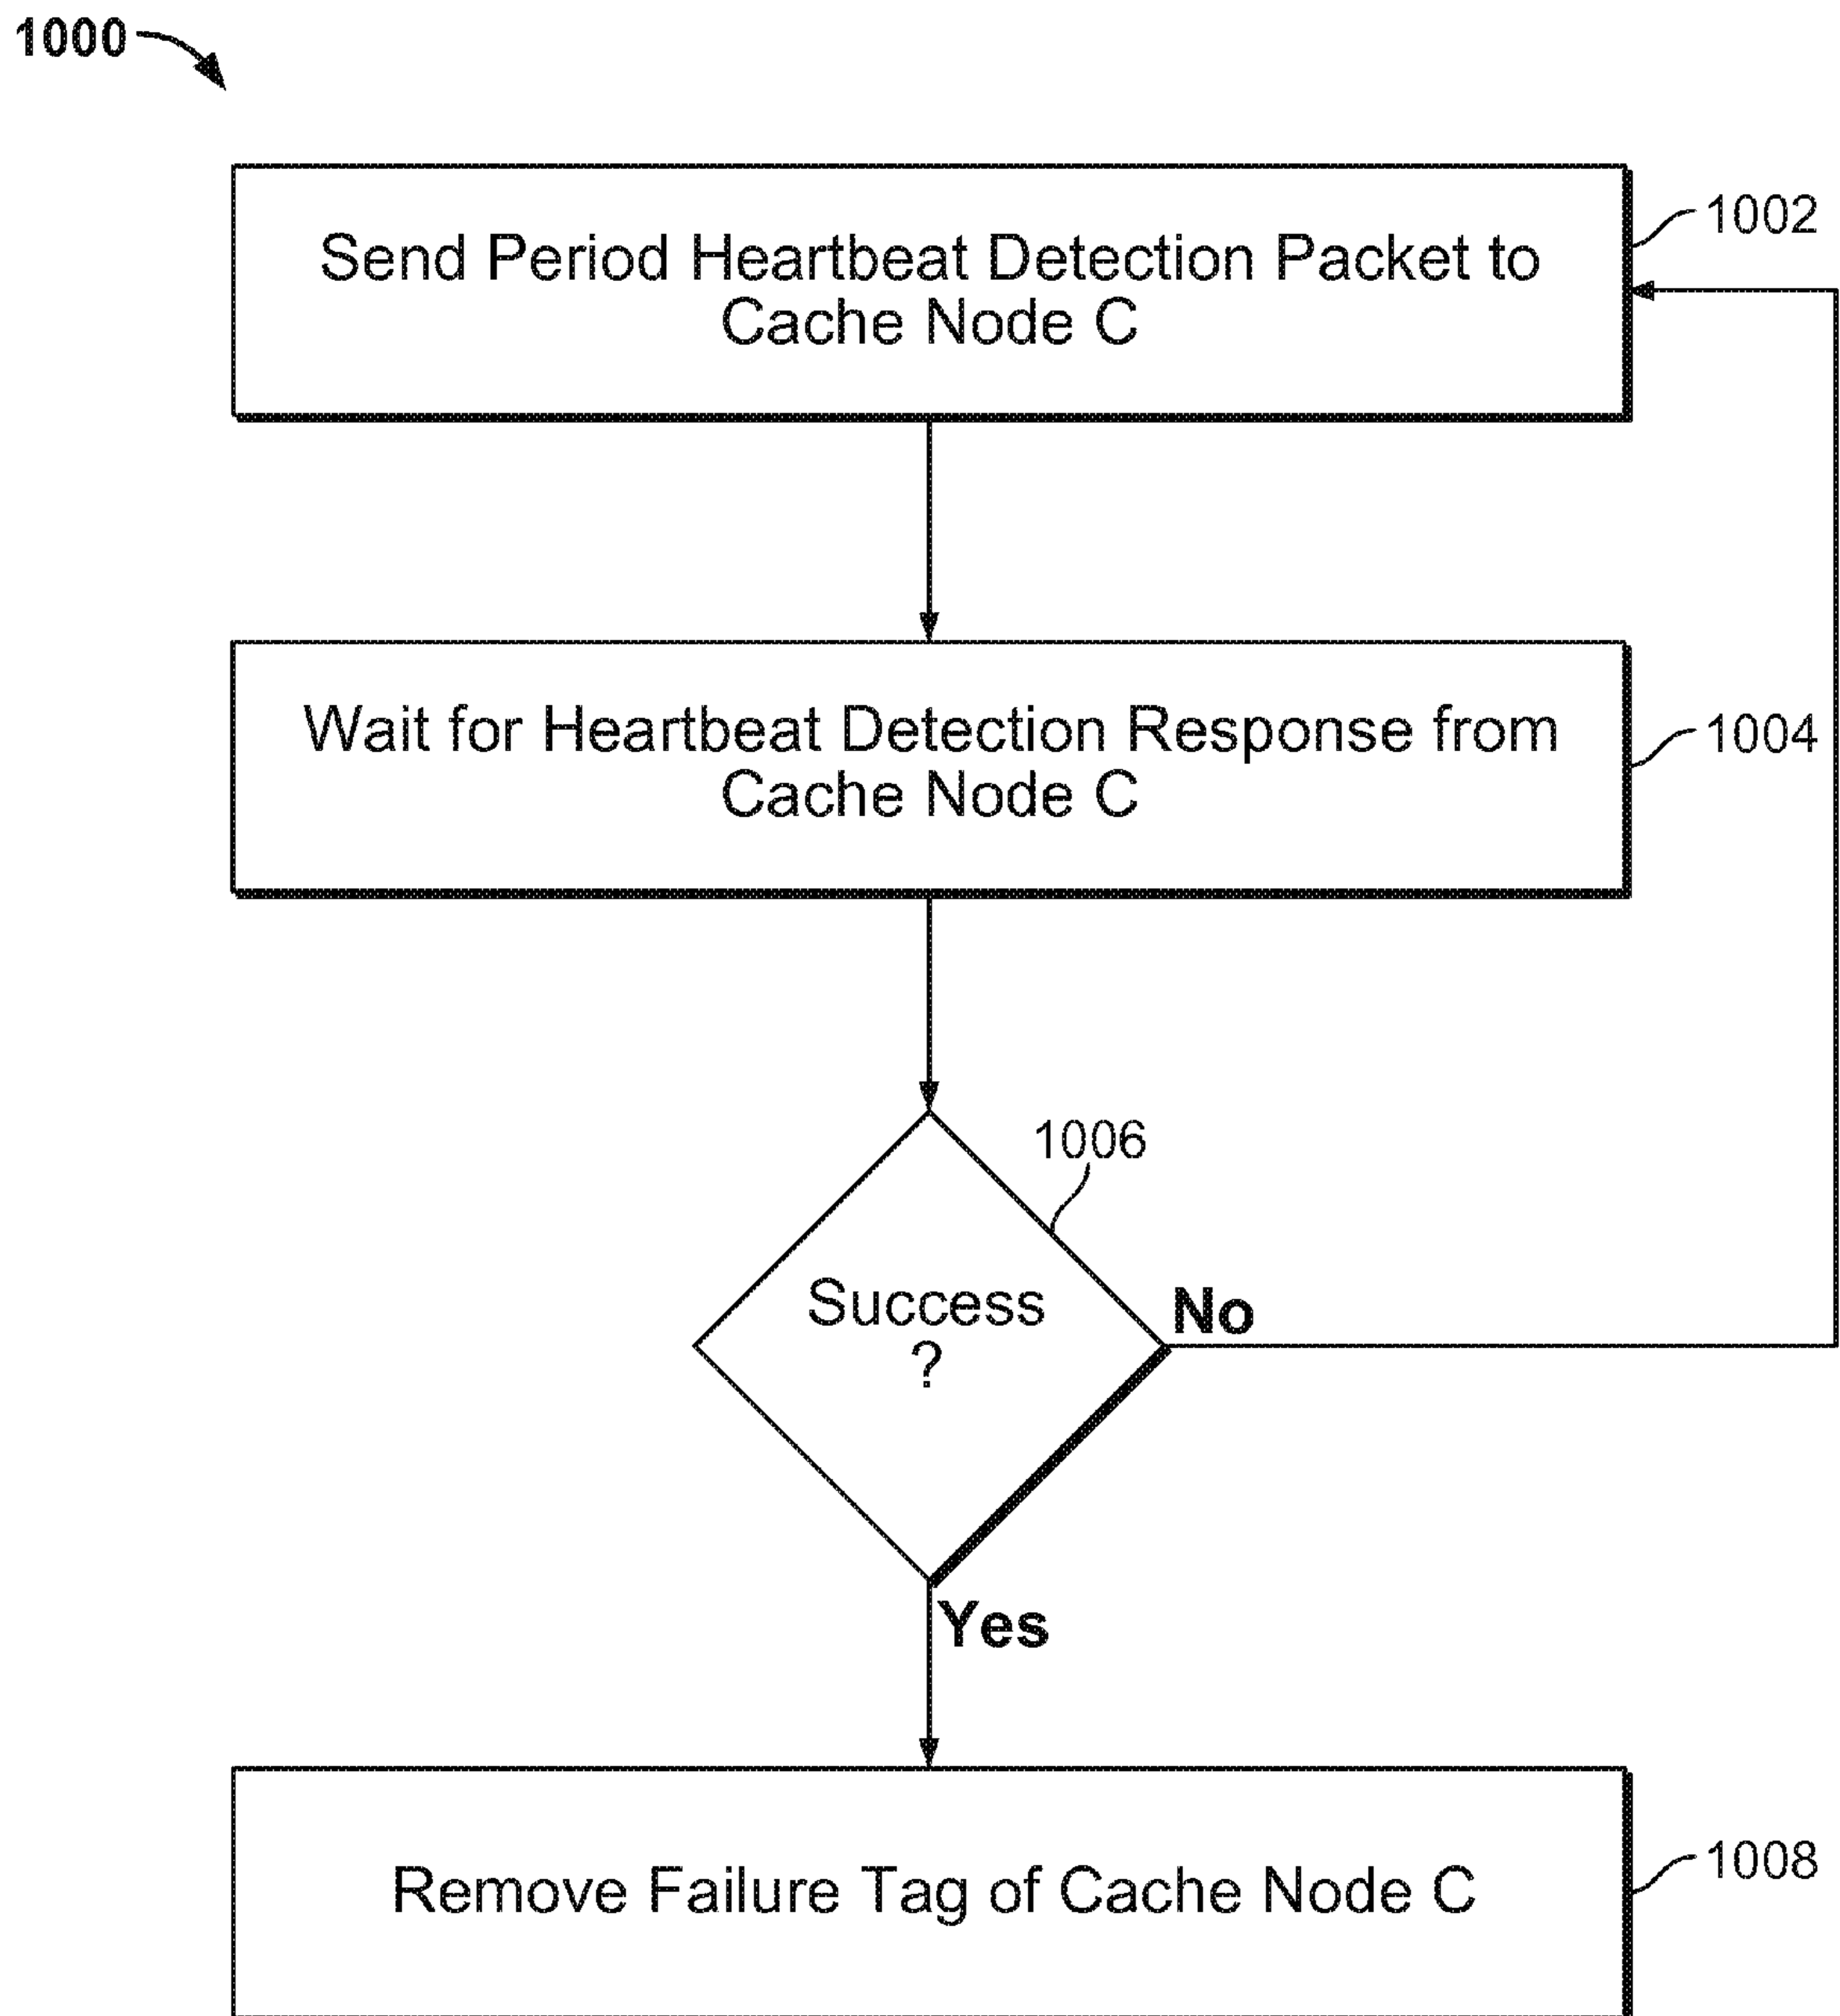 1000
Send Period Heartbeat Detection Packet to
Cache Node C
1002
Wait for Heartbeat Detection Response from
Cache Node C
1004
1006
Success
?
No
Yes
Remove Failure Tag of Cache Node C
1008